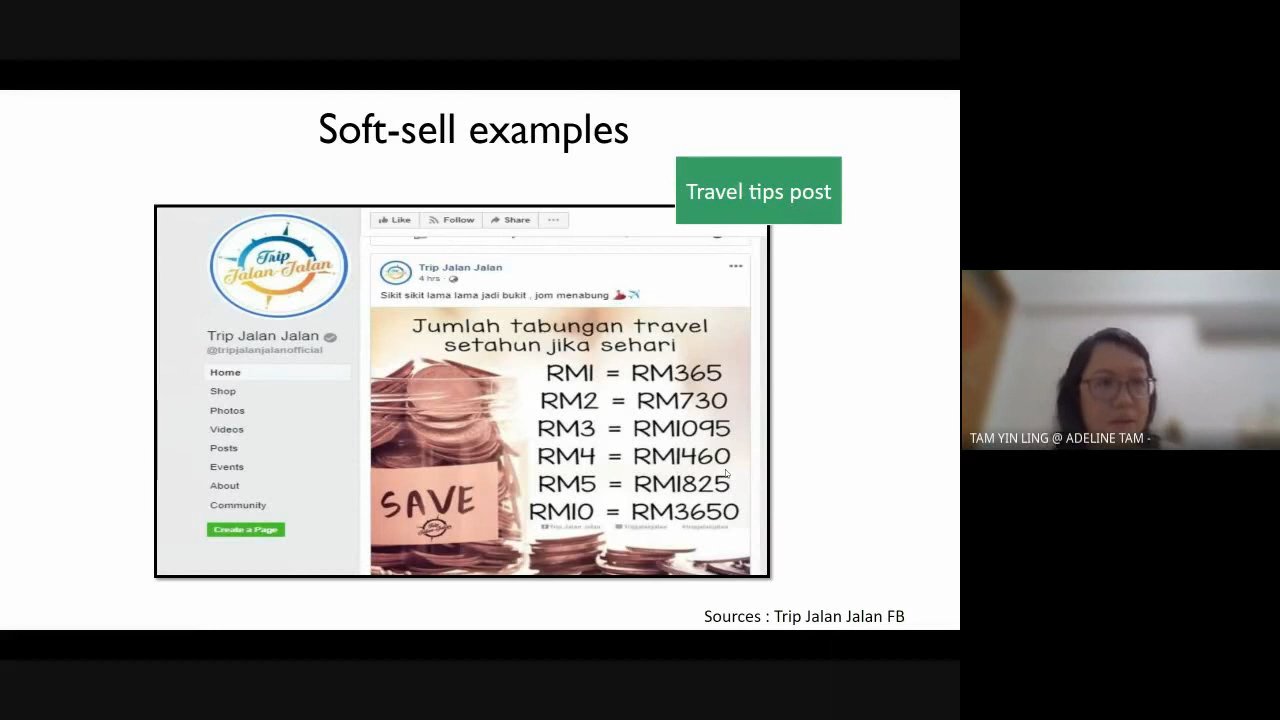 Soft-sell examples
Travel tips post
Trip
Jalan-Jalan
Trip Jalan Jalan
@tripjalanjalanofficial
Home
Shop
Photos
Videos
Posts
Events
About
Community
Create a Page
Like Follow Share ...
Trip Jalan Jalan
4 hrs ·
Sikit sikit lama lama jadi bukit , jom menabung
Jumlah tabungan travel
setahun jika sehari
RM1 = RM365
RM2 = RM730
RM3 = RM1095
RM4 = RM1460
RM5 = RM1825
RM10 = RM3650
SAVE
Sources : Trip Jalan Jalan FB
TAM YIN LING @ ADELINE TAM -